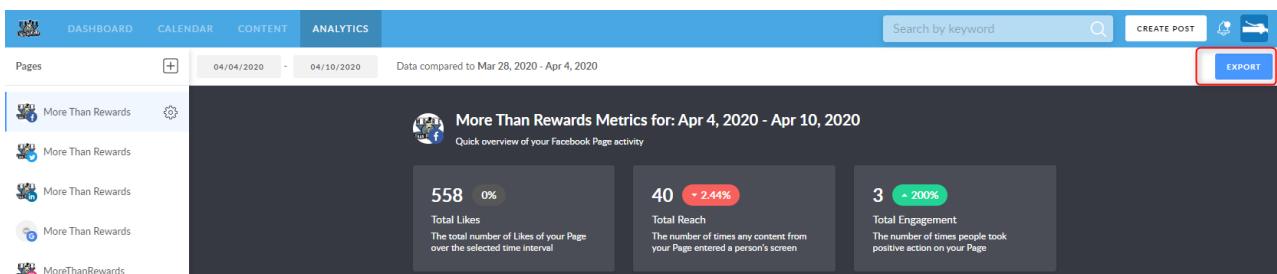 DASHBOARD CALENDAR CONTENT ANALYTICS Search by keyword CREATE POST
Pages 04/04/2020 - 04/10/2020 Data compared to Mar 28, 2020 - Apr 4, 2020 EXPORT
More Than Rewards
More Than Rewards
More Than Rewards
More Than Rewards
MoreThanRewards
More Than Rewards Metrics for: Apr 4, 2020 - Apr 10, 2020
Quick overview of your Facebook Page activity
558 0%
Total Likes
The total number of Likes of your Page
over the selected time interval
40 2.44%
Total Reach
The number of times any content from
your Page entered a person's screen
3 200%
Total Engagement
The number of times people took
positive action on your Page